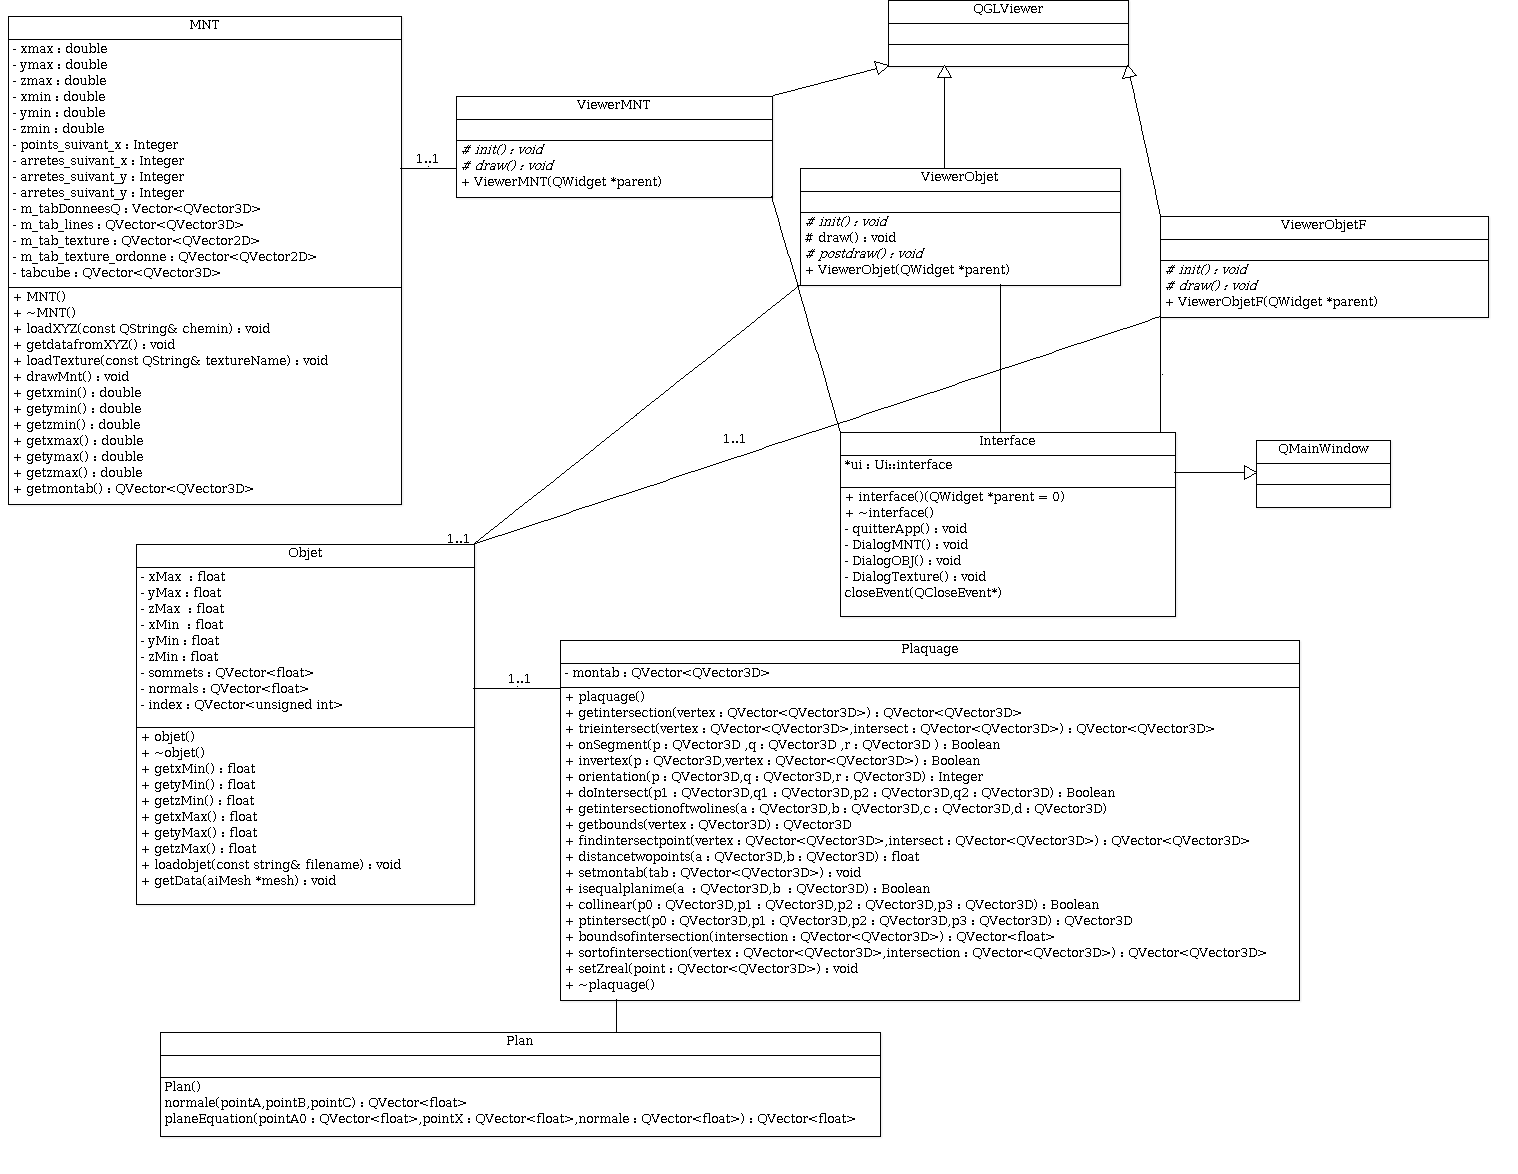 MNT
- xmax : double
- ymax : double
- zmax : double
- xmin : double
- ymin : double
- zmin : double
- points_suivant_x : Integer
- arretes_suivant_x : Integer
- arretes_suivant_y : Integer
- arretes_suivant_y : Integer
- m_tabDonneesQ : Vector<QVector3D>
- m_tab_lines : QVector<QVector3D>
- m_tab_texture : QVector<QVector2D>
- m_tab_texture_ordonne : QVector<QVector2D>
- tabcube : QVector<QVector3D>
+ MNT()
+ ~MNT()
+ loadXYZ(const QString& chemin) : void
+ getdatafromXYZ() : void
+ loadTexture(const QString& textureName) : void
+ drawMnt() : void
+ getxmin() : double
+ getymin() : double
+ getzmin() : double
+ getxmax() : double
+ getymax() : double
+ getzmax() : double
+ getmontab() : QVector<QVector3D>
1..1
ViewerMNT
# init() : void
# draw() : void
+ ViewerMNT(QWidget *parent)
QGLViewer
ViewerObjet
# init() : void
# draw() : void
# postdraw() : void
+ ViewerObjet(QWidget *parent)
ViewerObjetF
# init() : void
# draw() : void
+ ViewerObjetF(QWidget *parent)
1..1
Interface
*ui : Ui::interface
+ interface()(QWidget *parent = 0)
+ ~interface()
- quitterApp() : void
- DialogMNT() : void
- DialogOBJ() : void
- DialogTexture() : void
closeEvent(QCloseEvent*)
QMainWindow
1..1
Objet
- xMax  : float
- yMax : float
- zMax  : float
- xMin  : float
- yMin : float
- zMin : float
- sommets : QVector<float>
- normals : QVector<float>
- index : QVector<unsigned int>
+ objet()
+ ~objet()
+ getxMin() : float
+ getyMin() : float
+ getzMin() : float
+ getxMax() : float
+ getyMax() : float
+ getzMax() : float
+ loadobjet(const string& filename) : void
+ getData(aiMesh *mesh) : void
1..1
Plaquage
- montab : QVector<QVector3D>
+ plaquage()
+ getintersection(vertex : QVector<QVector3D>) : QVector<QVector3D>
+ trieintersect(vertex : QVector<QVector3D>,intersect : QVector<QVector3D>) : QVector<QVector3D>
+ onSegment(p : QVector3D ,q : QVector3D ,r : QVector3D ) : Boolean
+ invertex(p : QVector3D,vertex : QVector<QVector3D>) : Boolean
+ orientation(p : QVector3D,q : QVector3D,r : QVector3D) : Integer
+ doIntersect(p1 : QVector3D,q1 : QVector3D,p2 : QVector3D,q2 : QVector3D) : Boolean
+ getintersectionoftwolines(a : QVector3D,b : QVector3D,c : QVector3D,d : QVector3D)
+ getbounds(vertex : QVector3D) : QVector3D
+ findintersectpoint(vertex : QVector<QVector3D>,intersect : QVector<QVector3D>) : QVector<QVector3D>
+ distancetwopoints(a : QVector3D,b : QVector3D) : float
+ setmontab(tab : QVector<QVector3D>) : void
+ isequalplanime(a  : QVector3D,b  : QVector3D) : Boolean
+ collinear(p0 : QVector3D,p1 : QVector3D,p2 : QVector3D,p3 : QVector3D) : Boolean
+ ptintersect(p0 : QVector3D,p1 : QVector3D,p2 : QVector3D,p3 : QVector3D) : QVector3D
+ boundsofintersection(intersection : QVector<QVector3D>) : QVector<float>
+ sortofintersection(vertex : QVector<QVector3D>,intersection : QVector<QVector3D>) : QVector<QVector3D>
+ setZreal(point : QVector<QVector3D>) : void
+ ~plaquage()
Plan
Plan()
normale(pointA,pointB,pointC) : QVector<float>
planeEquation(pointA0 : QVector<float>,pointX : QVector<float>,normale : QVector<float>) : QVector<float>